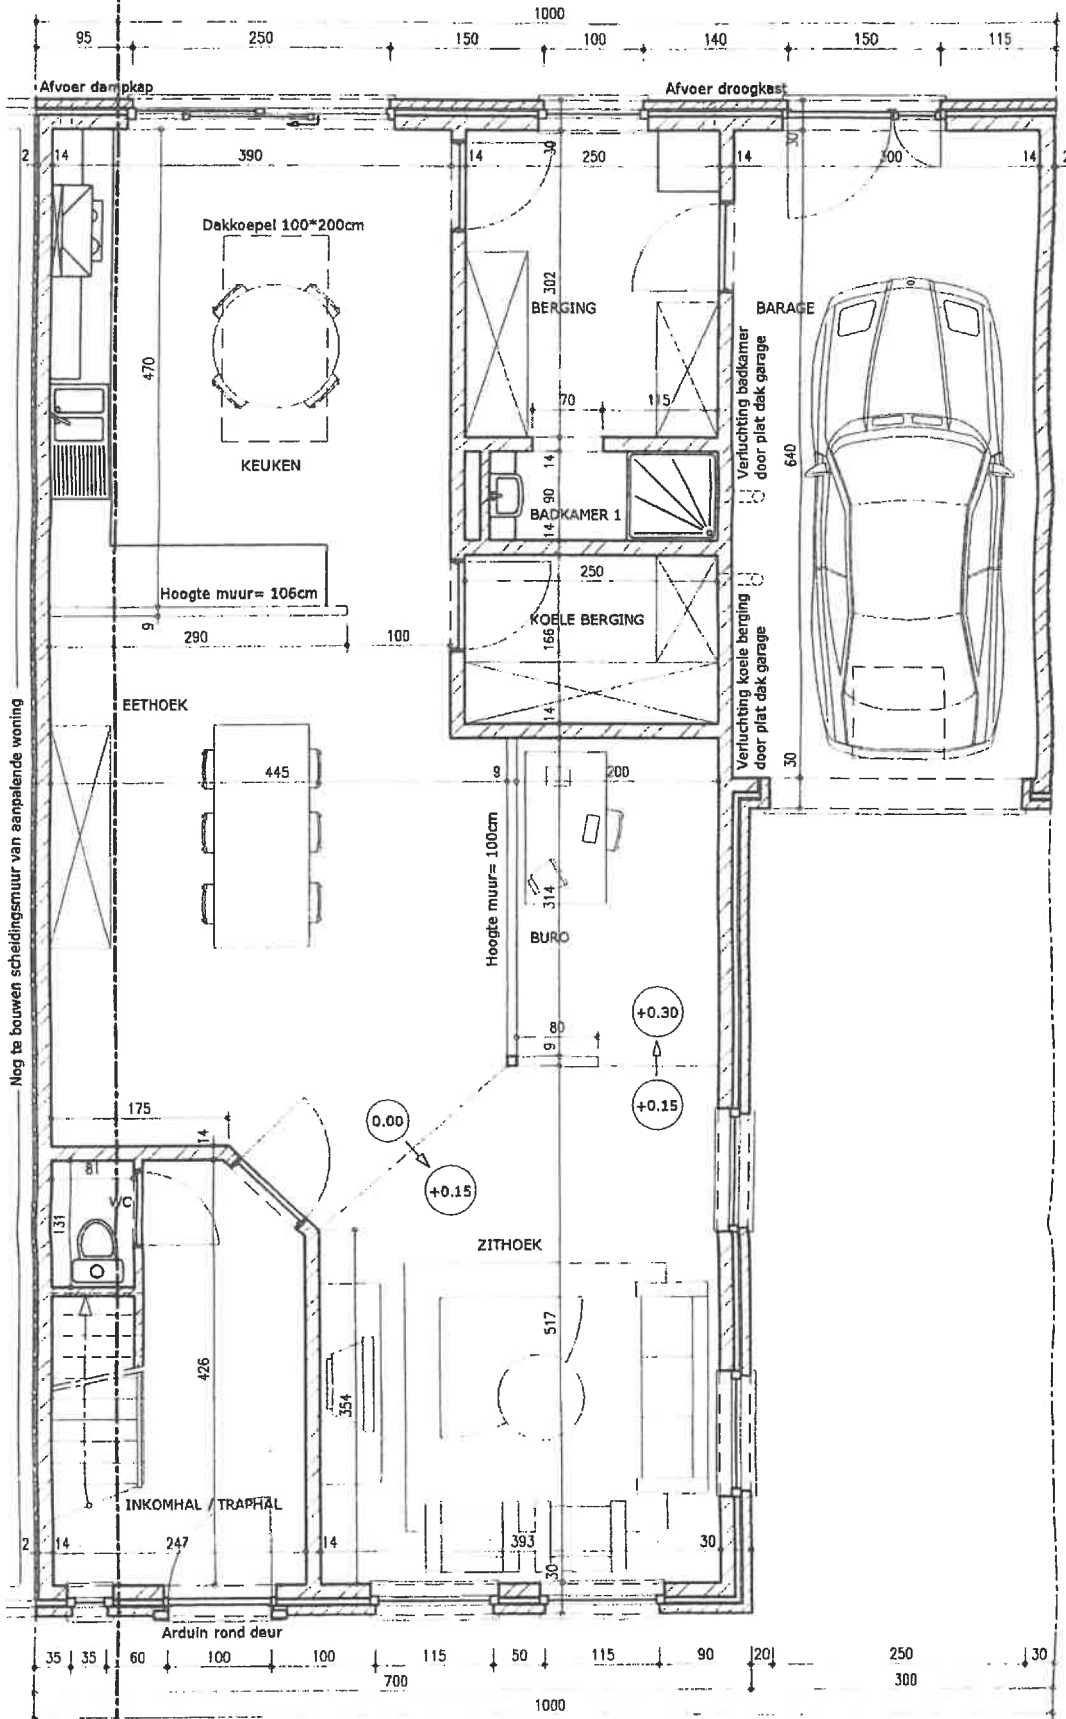 1000
95 250 150 100 140 150 115
Afvoer dampkap
Afvoer droogkast
2 14 390 14 30 250 14 30 300 14 2
Dakkoepel 100*200cm
302
BERGING
BARAGE
470
70 115
Verluchting badkamer
door plat dak garage
640
KEUKEN
14
90
BADKAMER 1
14
250
Hoogte muur= 106cm
KOELE BERGING
9
290 100
166
Verluchting koele berging
door plat dak garage
EETHOEK
14
30
445 9 200
Nog te bouwen scheidingsmuur van aanpalende woning
Hoogte muur= 100cm
314
BURO
+0.30
80
9
175
14
0.00
+0.15
81
+0.15
WC
131
ZITHOEK
517
426
354
INKOMHAL / TRAPHAL
2 14 247 14 393 30
30
Arduin rond deur
35 35 60 100 100 115 50 115 90 20 250 30
700 300
1000